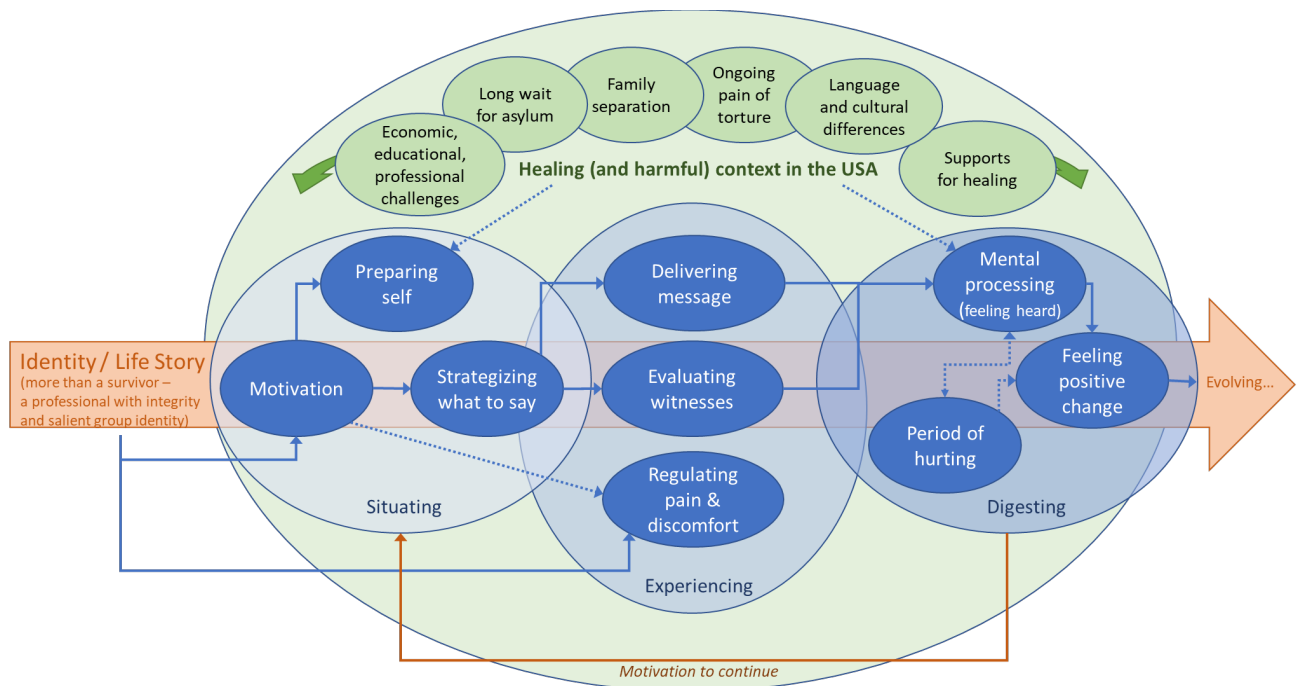 Economic,
educational,
professional
challenges
Long wait
for asylum
Family
separation
Ongoing
pain of
torture
Language
and cultural
differences
Supports
for healing
Healing (and harmful) context in the USA
Identity / Life Story
(more than a survivor –
a professional with integrity
and salient group identity)
Preparing
self
Motivation
Strategizing
what to say
Situating
Delivering
message
Evaluating
witnesses
Regulating
pain &
discomfort
Experiencing
Mental
processing
(feeling heard)
Feeling
positive
change
Period of
hurting
Digesting
Evolving...
Motivation to continue